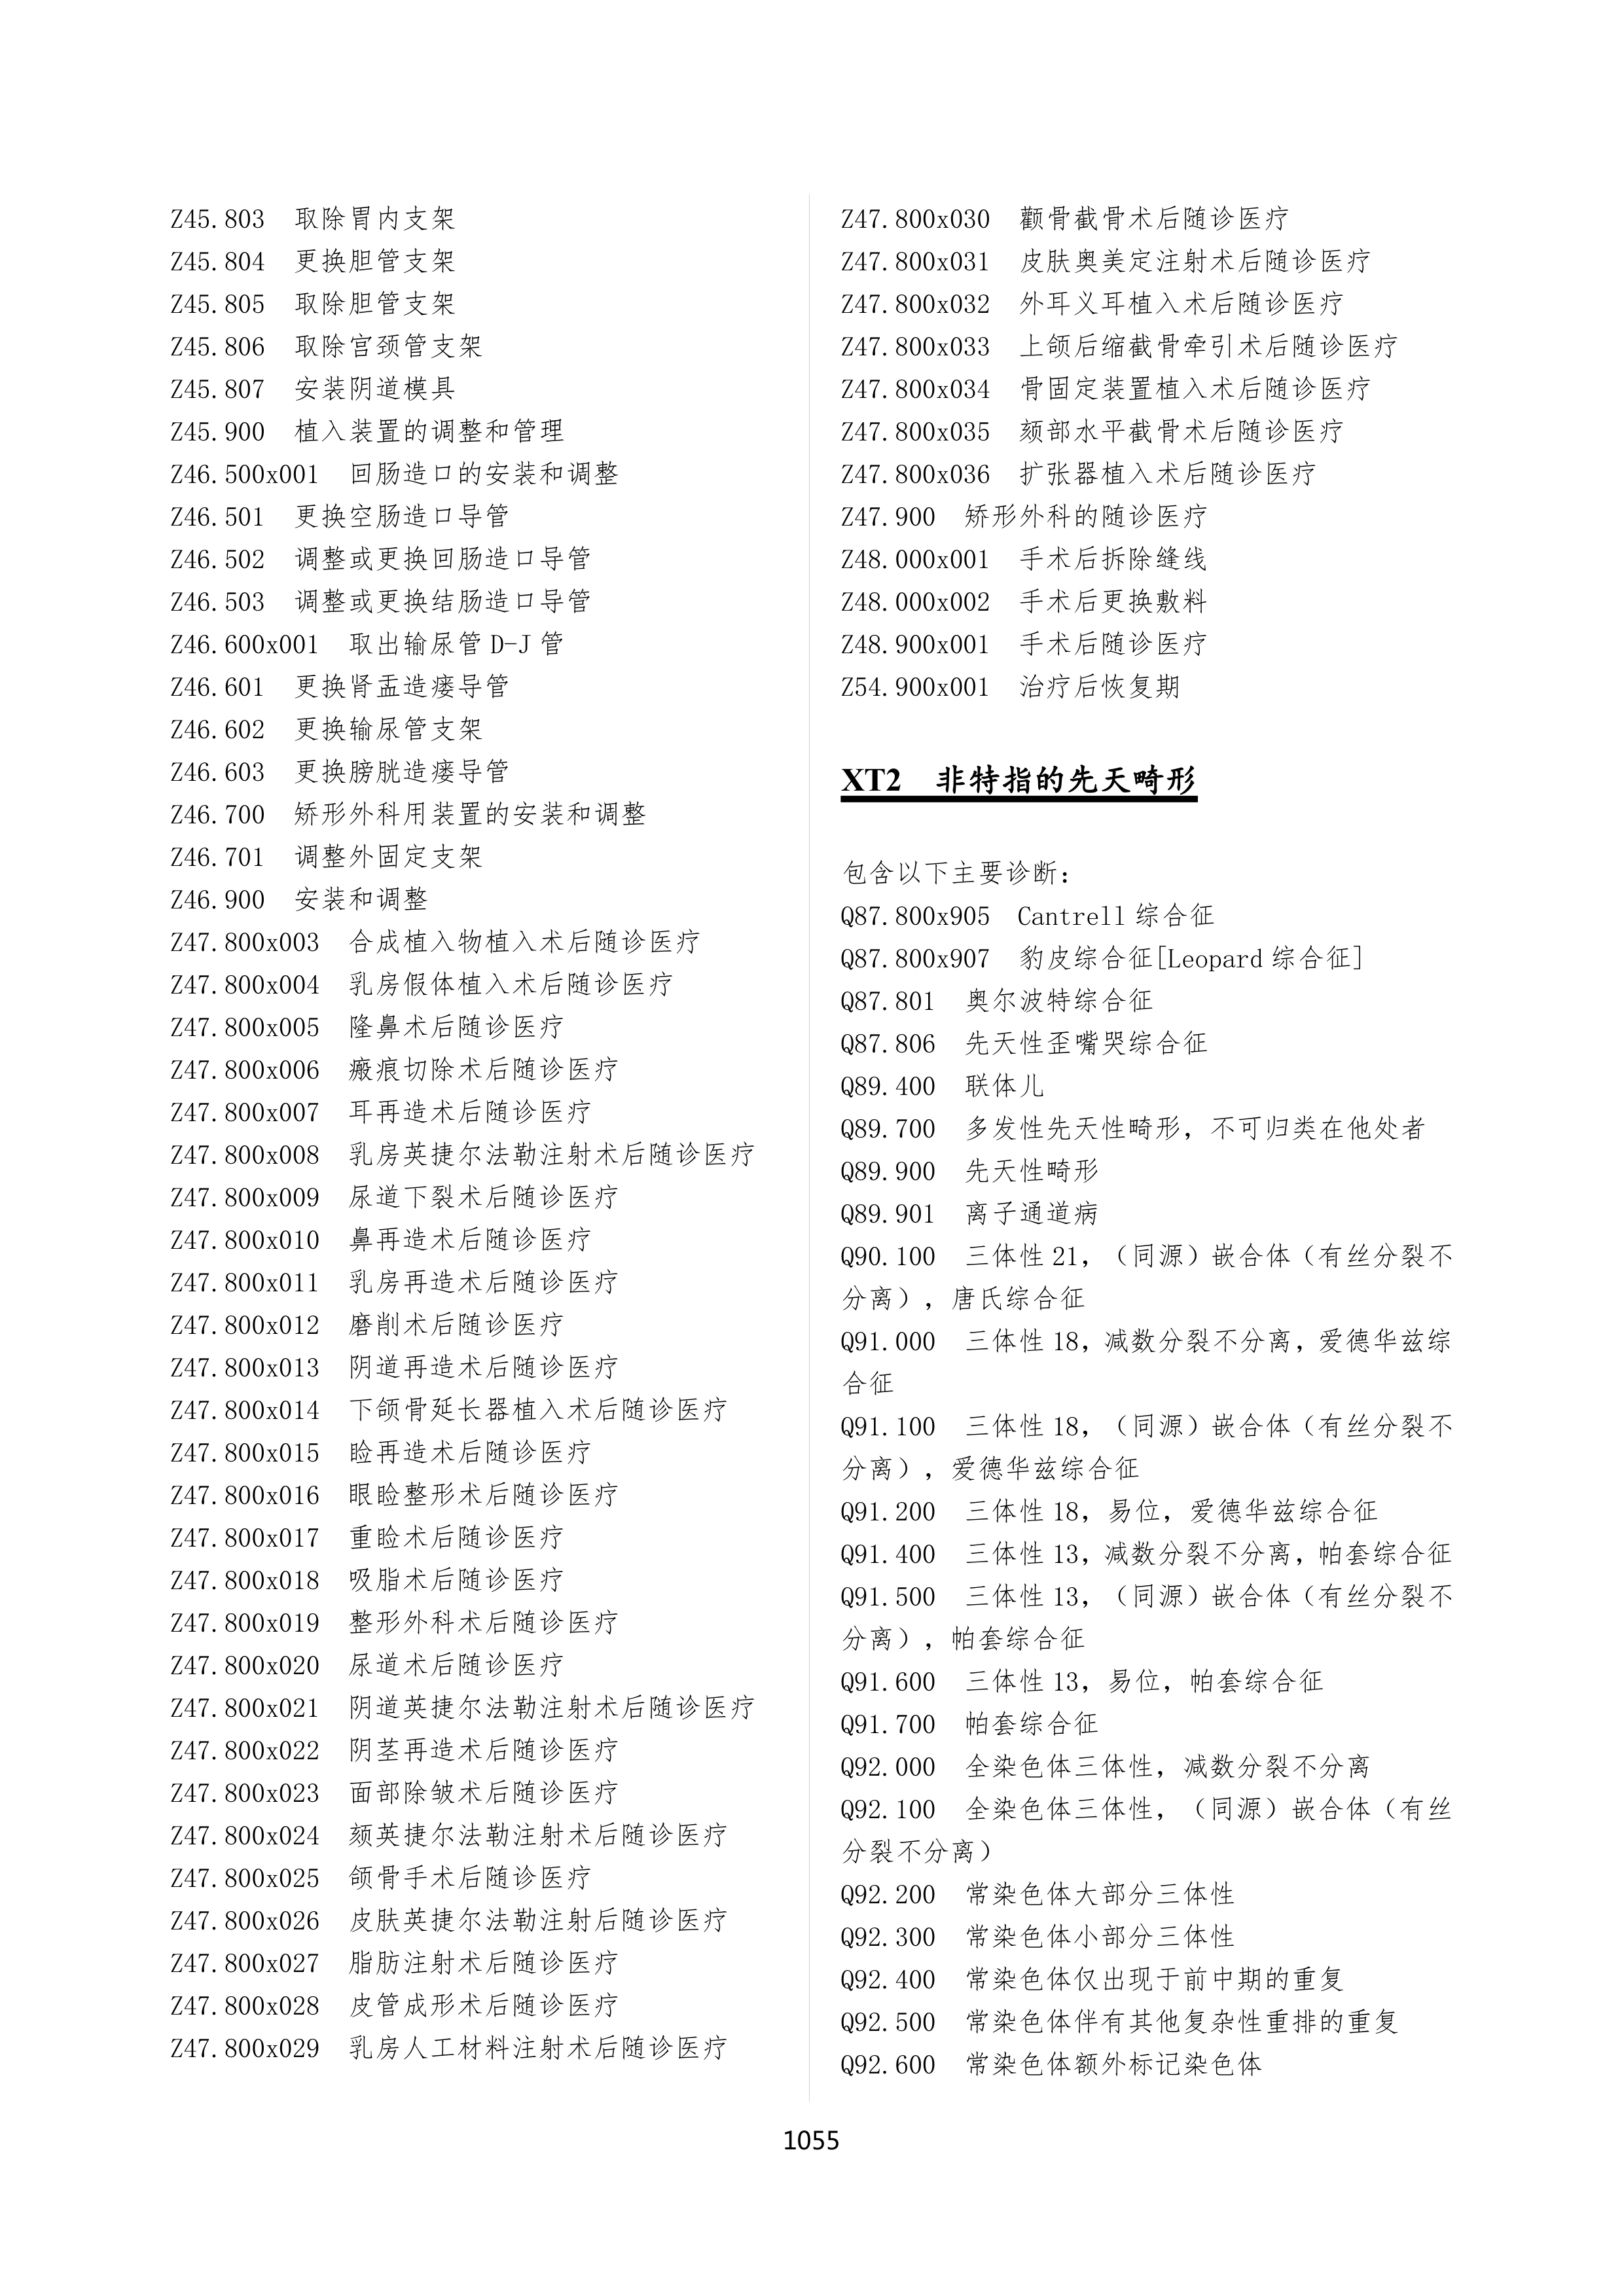 Z45.803 取除胃内支架
Z45.804 更换胆管支架
Z45.805 取除胆管支架
Z45.806 取除宫颈管支架
Z45.807 安装阴道模具
Z45.900 植入装置的调整和管理
Z46.500x001 回肠造口的安装和调整
Z46.501 更换空肠造口导管
Z46.502 调整或更换回肠造口导管
Z46.503 调整或更换结肠造口导管
Z46.600x001 取出输尿管 D-J 管
Z46.601 更换肾盂造瘘导管
Z46.602 更换输尿管支架
Z46.603 更换膀胱造瘘导管
Z46.700 矫形外科用装置的安装和调整
Z46.701 调整外固定支架
Z46.900 安装和调整
Z47.800x003 合成植入物植入术后随诊医疗
Z47.800x004 乳房假体植入术后随诊医疗
Z47.800x005 隆鼻术后随诊医疗
Z47.800x006 瘢痕切除术后随诊医疗
Z47.800x007 耳再造术后随诊医疗
Z47.800x008 乳房英捷尔法勒注射术后随诊医疗
Z47.800x009 尿道下裂术后随诊医疗
Z47.800x010 鼻再造术后随诊医疗
Z47.800x011 乳房再造术后随诊医疗
Z47.800x012 磨削术后随诊医疗
Z47.800x013 阴道再造术后随诊医疗
Z47.800x014 下颌骨延长器植入术后随诊医疗
Z47.800x015 睑再造术后随诊医疗
Z47.800x016 眼睑整形术后随诊医疗
Z47.800x017 重睑术后随诊医疗
Z47.800x018 吸脂术后随诊医疗
Z47.800x019 整形外科术后随诊医疗
Z47.800x020 尿道术后随诊医疗
Z47.800x021 阴道英捷尔法勒注射术后随诊医疗
Z47.800x022 阴茎再造术后随诊医疗
Z47.800x023 面部除皱术后随诊医疗
Z47.800x024 颏英捷尔法勒注射术后随诊医疗
Z47.800x025 颌骨手术后随诊医疗
Z47.800x026 皮肤英捷尔法勒注射后随诊医疗
Z47.800x027 脂肪注射术后随诊医疗
Z47.800x028 皮管成形术后随诊医疗
Z47.800x029 乳房人工材料注射术后随诊医疗
Z47.800x030 颧骨截骨术后随诊医疗
Z47.800x031 皮肤奥美定注射术后随诊医疗
Z47.800x032 外耳义耳植入术后随诊医疗
Z47.800x033 上颌后缩截骨牵引术后随诊医疗
Z47.800x034 骨固定装置植入术后随诊医疗
Z47.800x035 颏部水平截骨术后随诊医疗
Z47.800x036 扩张器植入术后随诊医疗
Z47.900 矫形外科的随诊医疗
Z48.000x001 手术后拆除缝线
Z48.000x002 手术后更换敷料
Z48.900x001 手术后随诊医疗
Z54.900x001 治疗后恢复期
XT2 非特指的先天畸形
包含以下主要诊断：
Q87.800x905 Cantrell 综合征
Q87.800x907 豹皮综合征[Leopard 综合征]
Q87.801 奥尔波特综合征
Q87.806 先天性歪嘴哭综合征
Q89.400 联体儿
Q89.700 多发性先天性畸形，不可归类在他处者
Q89.900 先天性畸形
Q89.901 离子通道病
Q90.100 三体性 21，（同源）嵌合体（有丝分裂不
分离），唐氏综合征
Q91.000 三体性 18，减数分裂不分离，爱德华兹综
合征
Q91.100 三体性 18，（同源）嵌合体（有丝分裂不
分离），爱德华兹综合征
Q91.200 三体性 18，易位，爱德华兹综合征
Q91.400 三体性 13，减数分裂不分离，帕套综合征
Q91.500 三体性 13，（同源）嵌合体（有丝分裂不
分离），帕套综合征
Q91.600 三体性 13，易位，帕套综合征
Q91.700 帕套综合征
Q92.000 全染色体三体性，减数分裂不分离
Q92.100 全染色体三体性，（同源）嵌合体（有丝
分裂不分离）
Q92.200 常染色体大部分三体性
Q92.300 常染色体小部分三体性
Q92.400 常染色体仅出现于前中期的重复
Q92.500 常染色体伴有其他复杂性重排的重复
Q92.600 常染色体额外标记染色体
1055